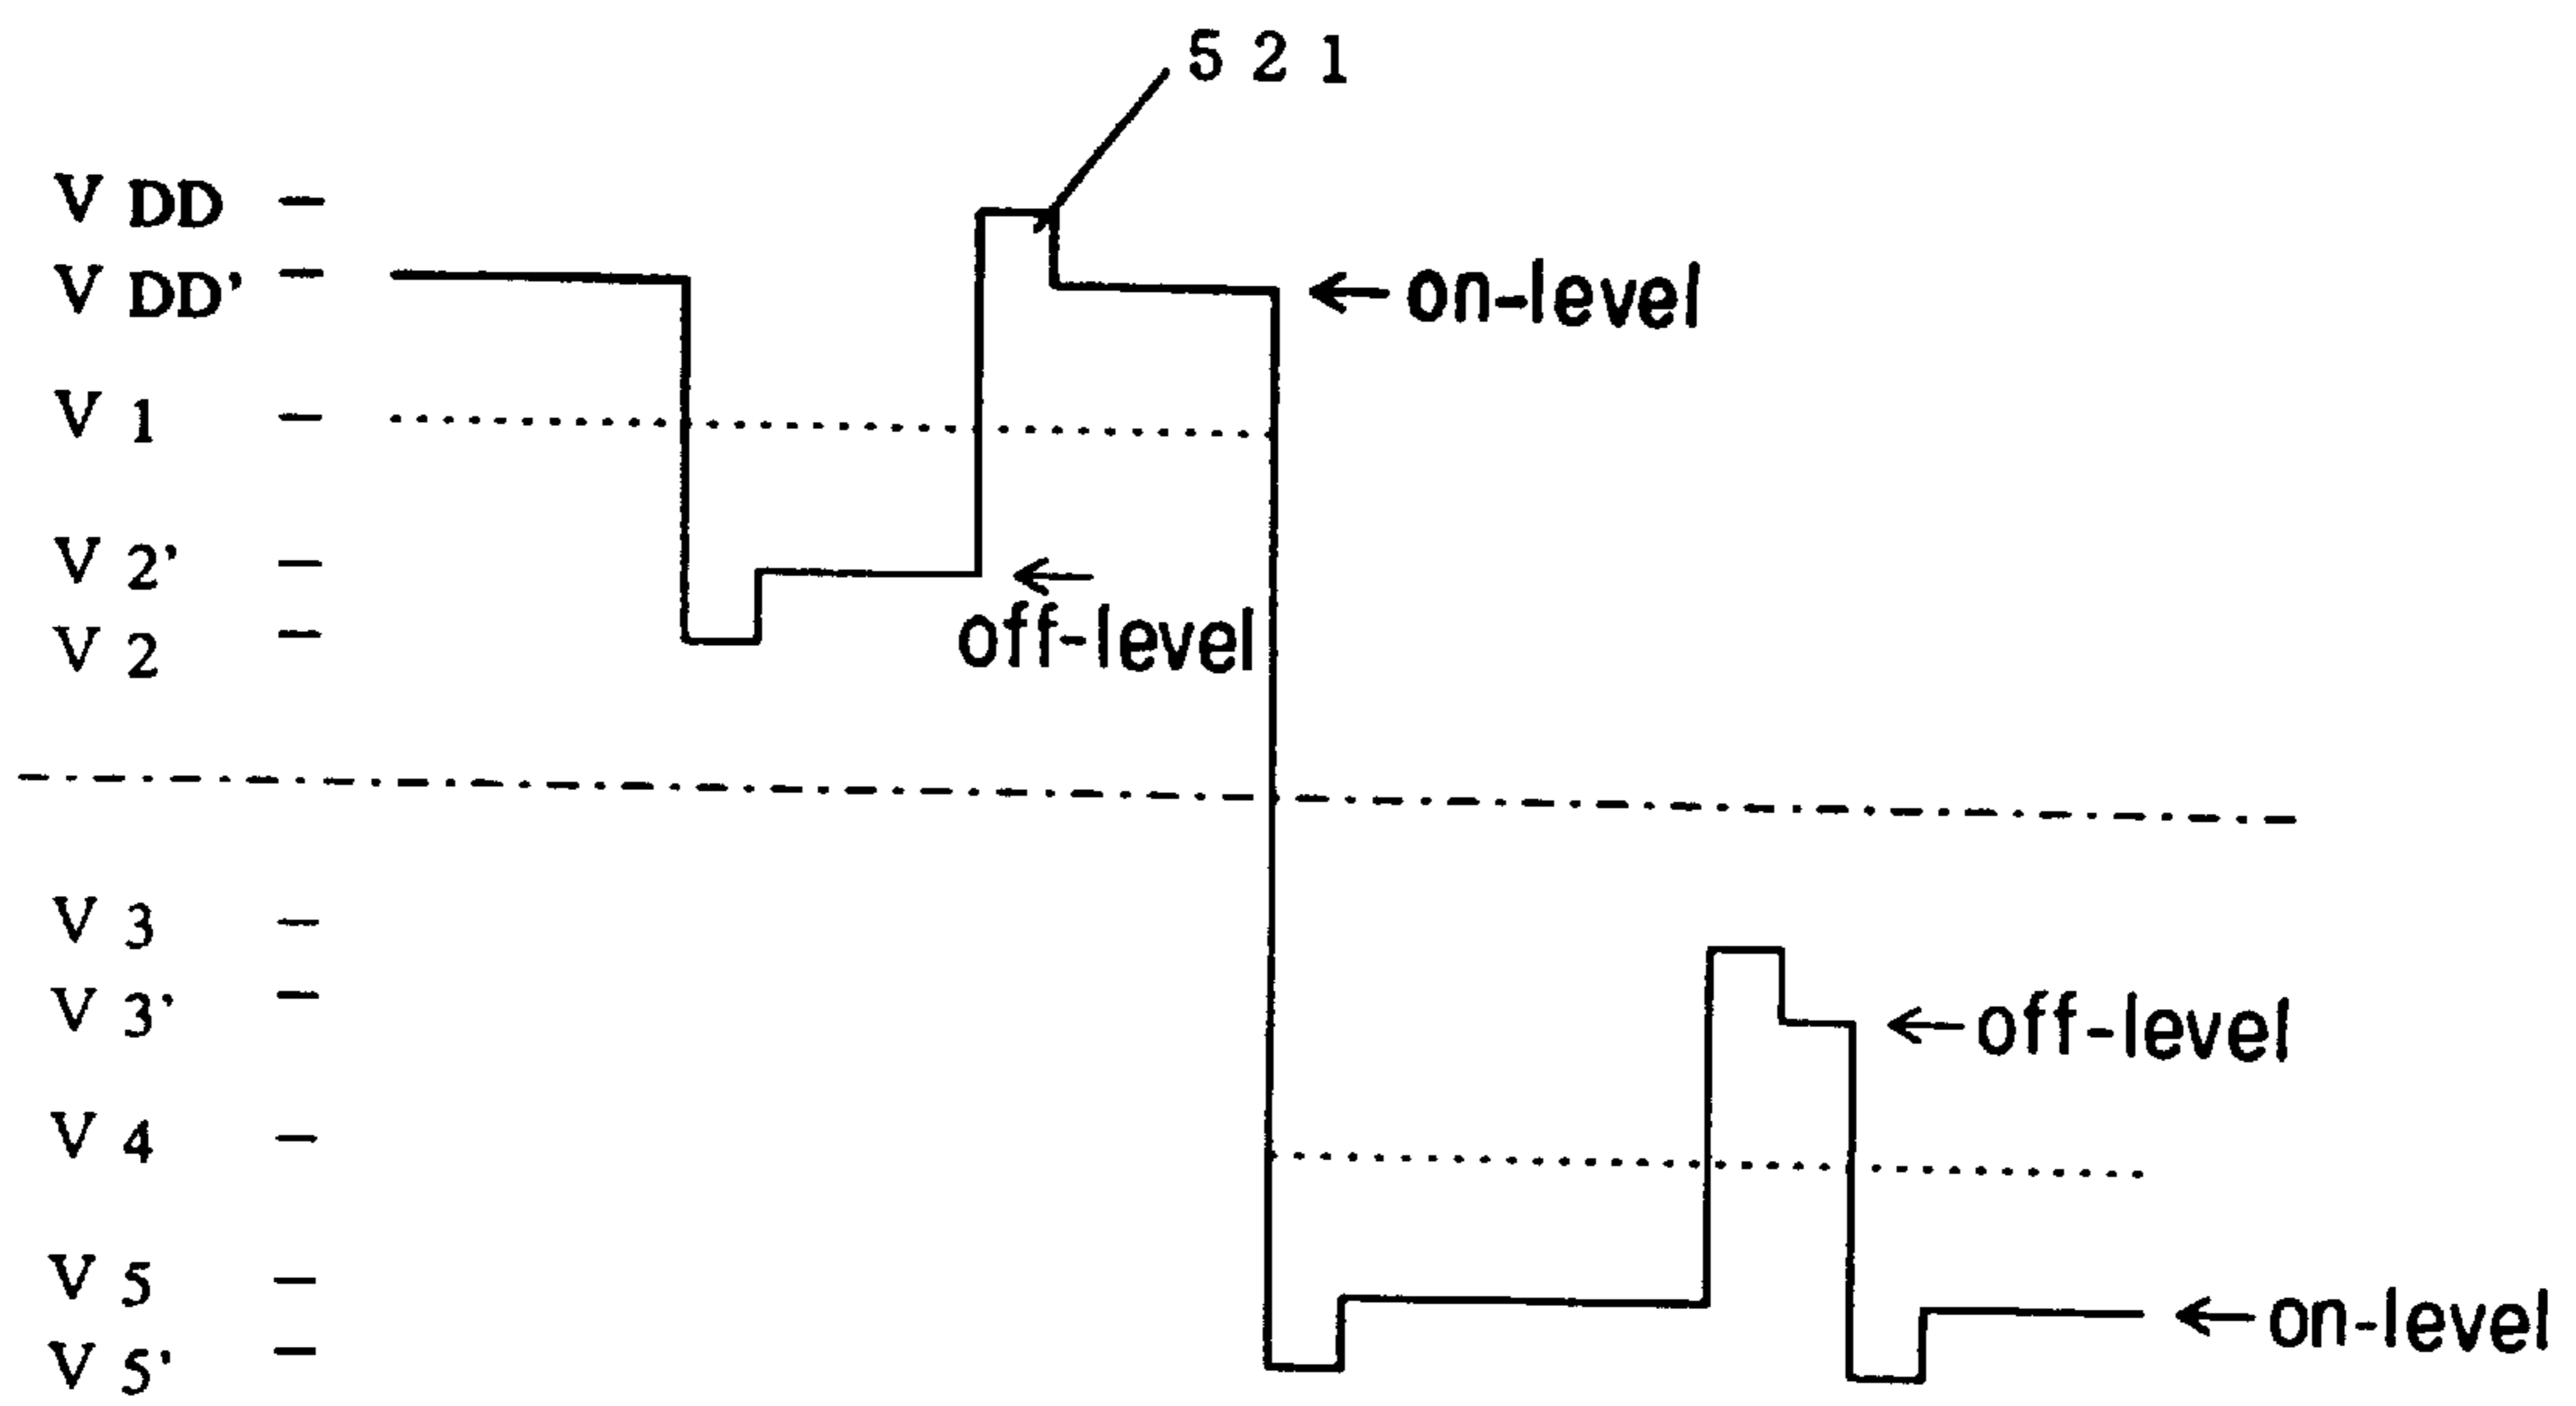 5 2 1
V DD
V DD'
on-level
V 1
V 2'
off-level
V 2
V 3
V 3'
off-level
V 4
V 5
on-level
V 5'